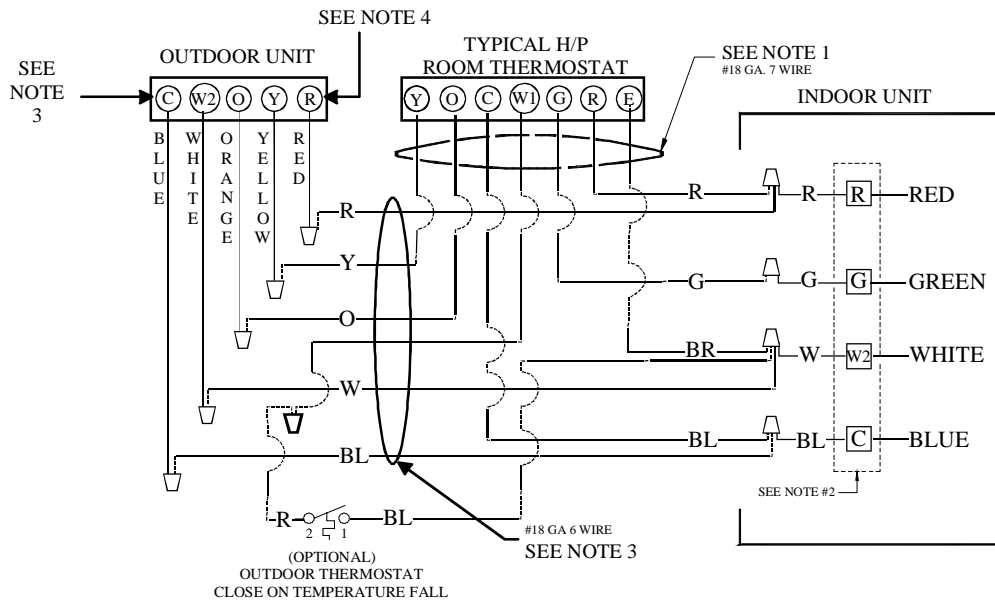 SEE NOTE 4
OUTDOOR UNIT
TYPICAL H/P
ROOM THERMOSTAT
SEE NOTE 1
#18 GA. 7 WIRE
SEE
NOTE
3
INDOOR UNIT
C W2 O Y R
Y O C W1 G R E
BLUE
WHITE
ORANGE
YELLOW
RED
R
R R R RED
Y
G G G GREEN
O
BR W W2 WHITE
W
BL BL C BLUE
BL
SEE NOTE #2
R 2 1 BL
#18 GA 6 WIRE
SEE NOTE 3
(OPTIONAL)
OUTDOOR THERMOSTAT
CLOSE ON TEMPERATURE FALL